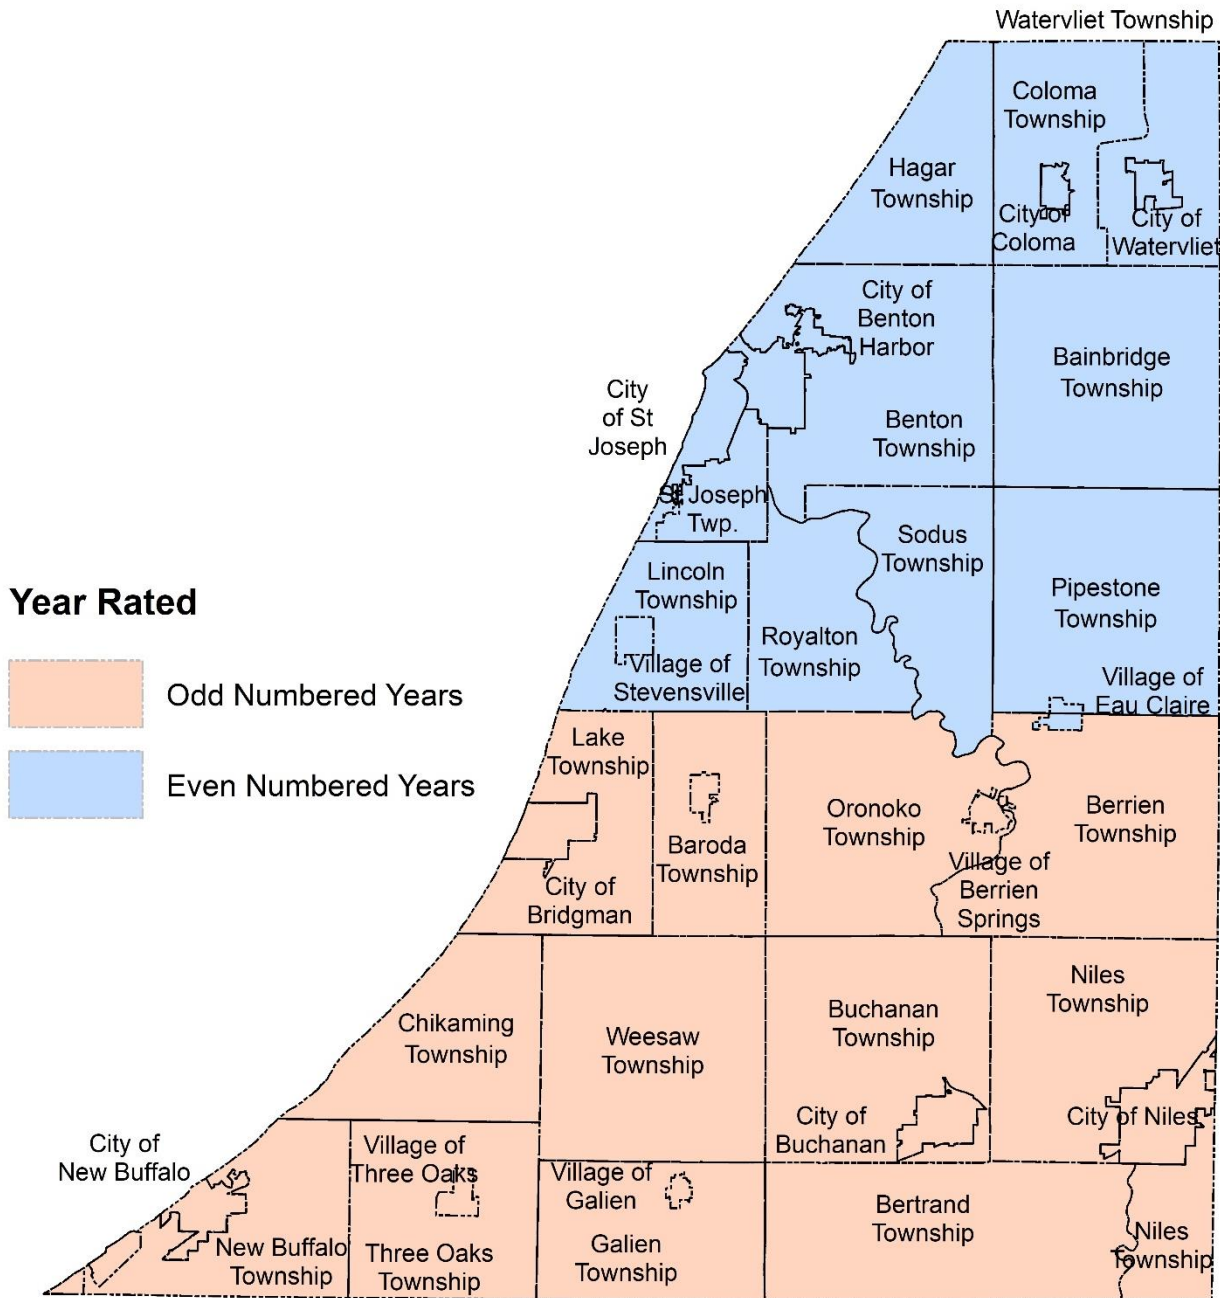 Watervliet Township
Coloma
Township
Hagar
Township
City of
Coloma
City of
Watervliet
City of
Benton
Harbor
Bainbridge
Township
City
of St
Joseph
Benton
Township
St Joseph
Twp.
Sodus
Township
Lincoln
Township
Pipestone
Township
Royalton
Township
Village of
Stevensville
Village of
Eau Claire
Year Rated
Odd Numbered Years
Even Numbered Years
Lake
Township
Oronoko
Township
Berrien
Township
Baroda
Township
Village of
Berrien
Springs
City of
Bridgman
Niles
Township
Chikaming
Township
Weesaw
Township
Buchanan
Township
City of
Buchanan
City of Niles
City of
New Buffalo
Village of
Three Oaks
Village of
Galien
Bertrand
Township
New Buffalo
Township
Three Oaks
Township
Galien
Township
Niles
Township